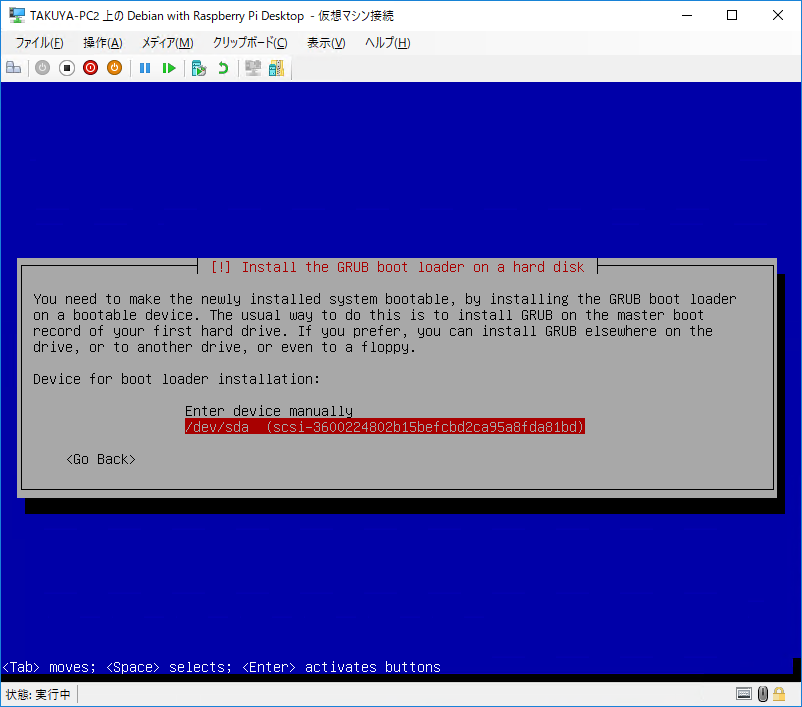 TAKUYA-PC2 上の Debian with Raspberry Pi Desktop - 仮想マシン接続
ファイル(F) 操作(A) メディア(M) クリップボード(C) 表示(V) ヘルプ(H)
[!] Install the GRUB boot loader on a hard disk
You need to make the newly installed system bootable, by installing the GRUB boot loader
on a bootable device. The usual way to do this is to install GRUB on the master boot
record of your first hard drive. If you prefer, you can install GRUB elsewhere on the
drive, or to another drive, or even to a floppy.
Device for boot loader installation:
Enter device manually
/dev/sda (scsi-3600224802b15befcbd2ca95a8fda81bd)
<Go Back>
<Tab> moves; <Space> selects; <Enter> activates buttons
状態: 実行中